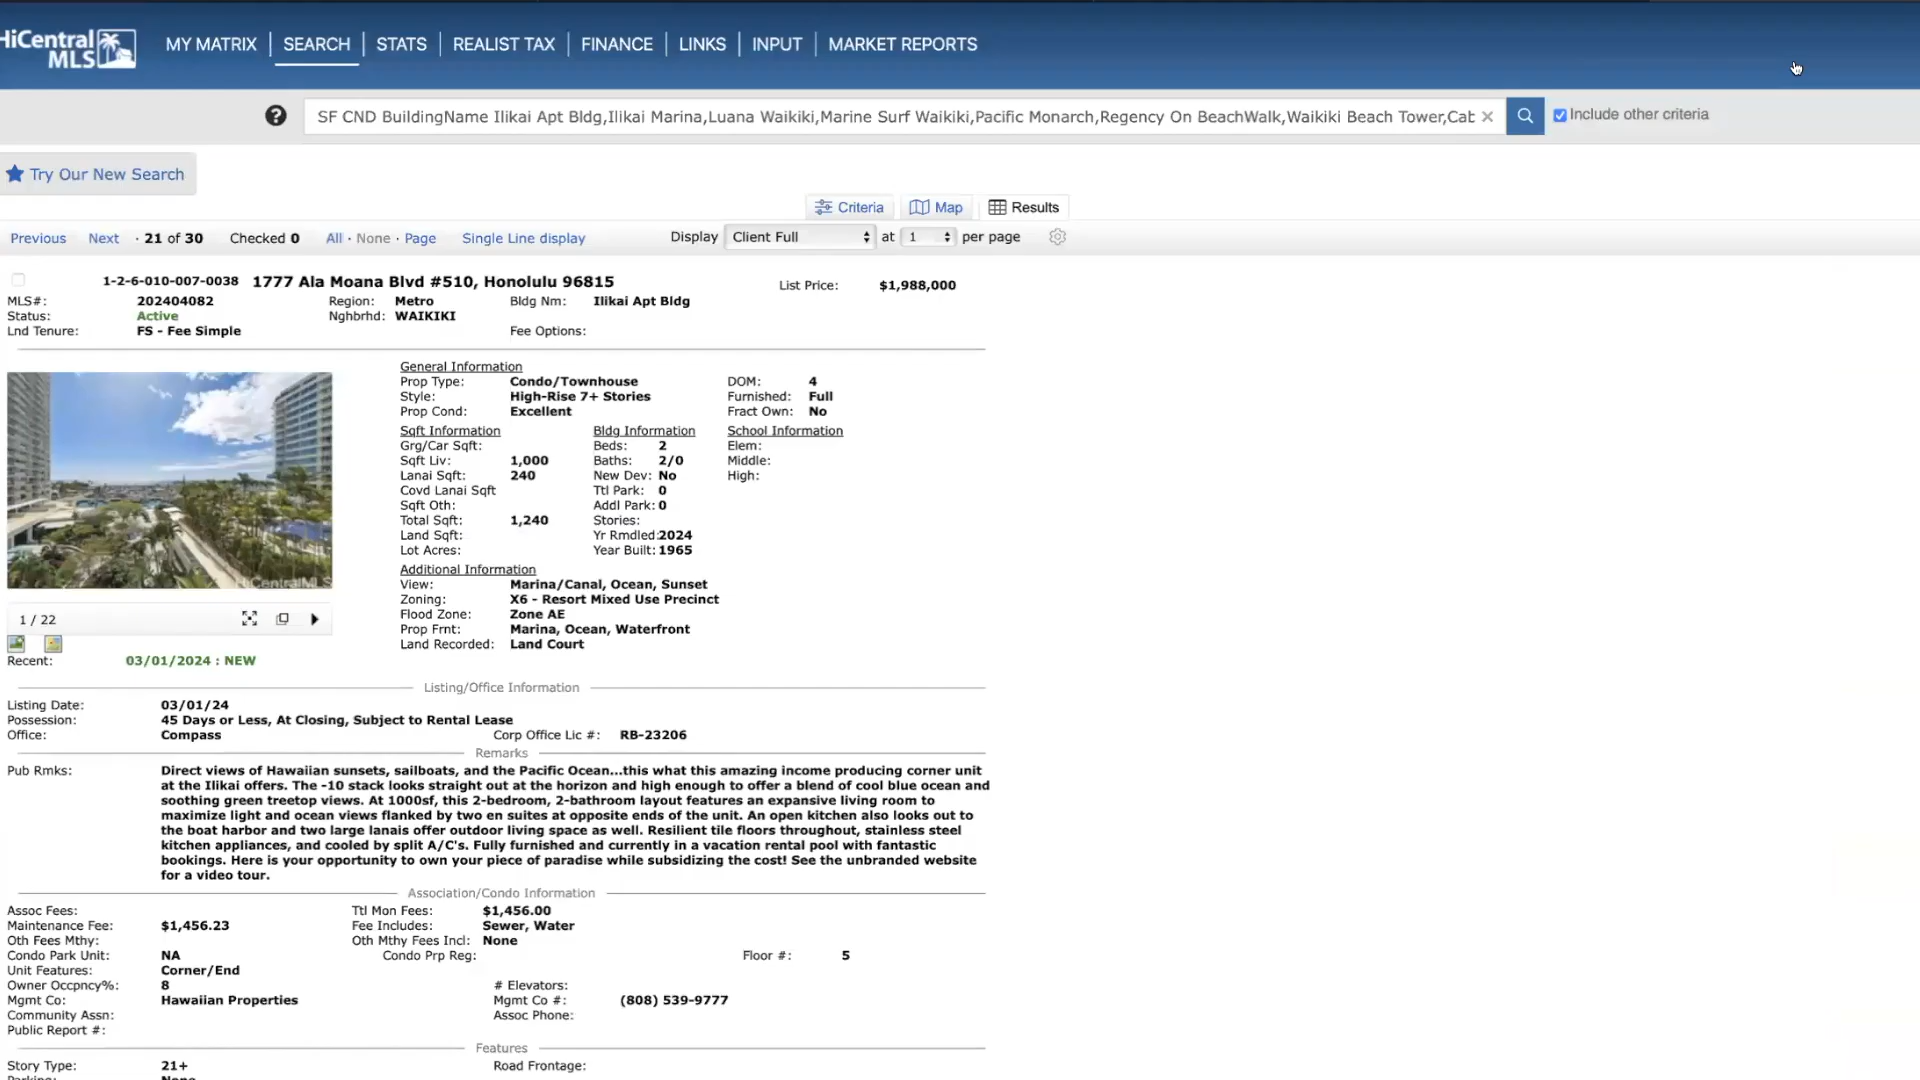 HiCentral MLS
MY MATRIX SEARCH STATS REALIST TAX FINANCE LINKS INPUT MARKET REPORTS
? SF CND BuildingName Ilikai Apt Bldg,Ilikai Marina,Luana Waikiki,Marine Surf Waikiki,Pacific Monarch,Regency On BeachWalk,Waikiki Beach Tower,Cab Include other criteria
Try Our New Search
Criteria Map Results
Previous Next · 21 of 30 Checked 0 All · None · Page Single Line display Display Client Full at 1 per page
1-2-6-010-007-0038 1777 Ala Moana Blvd #510, Honolulu 96815 List Price: $1,988,000
MLS#: 202404082 Region: Metro Bldg Nm: Ilikai Apt Bldg
Status: Active Nghbrhd: WAIKIKI
Lnd Tenure: FS - Fee Simple Fee Options:
General Information
Prop Type: Condo/Townhouse DOM: 4
Style: High-Rise 7+ Stories Furnished: Full
Prop Cond: Excellent Fract Own: No
Sqft Information Bldg Information School Information
Grg/Car Sqft: Beds: 2 Elem:
Sqft Liv: 1,000 Baths: 2/0 Middle:
Lanai Sqft: 240 New Dev: No High:
Covd Lanai Sqft Ttl Park: 0
Sqft Oth: Addl Park: 0
Total Sqft: 1,240 Stories:
Land Sqft: Yr Rmdled: 2024
Lot Acres: Year Built: 1965
Additional Information
View: Marina/Canal, Ocean, Sunset
Zoning: X6 - Resort Mixed Use Precinct
Flood Zone: Zone AE
Prop Frnt: Marina, Ocean, Waterfront
Land Recorded: Land Court
HiCentralMLS
1 / 22
Recent: 03/01/2024 : NEW
Listing/Office Information
Listing Date: 03/01/24
Possession: 45 Days or Less, At Closing, Subject to Rental Lease
Office: Compass Corp Office Lic #: RB-23206
Remarks
Pub Rmks: Direct views of Hawaiian sunsets, sailboats, and the Pacific Ocean...this what this amazing income producing corner unit
at the Ilikai offers. The -10 stack looks straight out at the horizon and high enough to offer a blend of cool blue ocean and
soothing green treetop views. At 1000sf, this 2-bedroom, 2-bathroom layout features an expansive living room to
maximize light and ocean views flanked by two en suites at opposite ends of the unit. An open kitchen also looks out to
the boat harbor and two large lanais offer outdoor living space as well. Resilient tile floors throughout, stainless steel
kitchen appliances, and cooled by split A/C's. Fully furnished and currently in a vacation rental pool with fantastic
bookings. Here is your opportunity to own your piece of paradise while subsidizing the cost! See the unbranded website
for a video tour.
Association/Condo Information
Assoc Fees: Ttl Mon Fees: $1,456.00
Maintenance Fee: $1,456.23 Fee Includes: Sewer, Water
Oth Fees Mthy: Oth Mthy Fees Incl: None
Condo Park Unit: NA Condo Prp Reg: Floor #: 5
Unit Features: Corner/End
Owner Occpncy%: 8 # Elevators:
Mgmt Co: Hawaiian Properties Mgmt Co #: (808) 539-9777
Community Assn: Assoc Phone:
Public Report #:
Features
Story Type: 21+ Road Frontage:
Parking: None